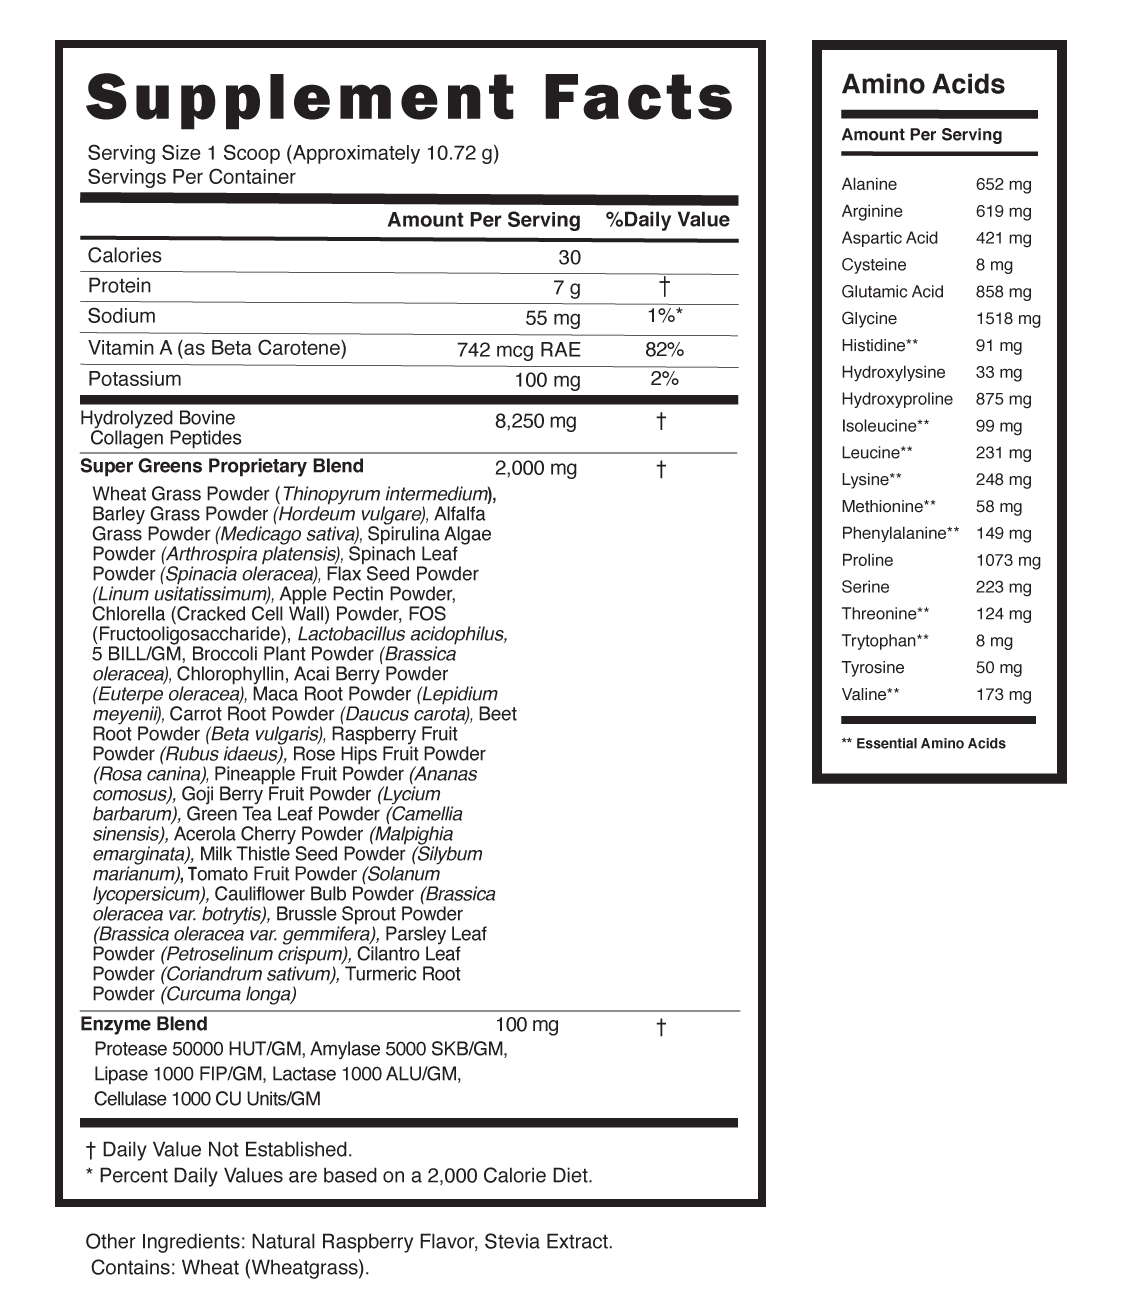 Supplement Facts
Serving Size 1 Scoop (Approximately 10.72 g)
Servings Per Container
Amount Per Serving %Daily Value
Calories 30
Protein 7 g †
Sodium 55 mg 1%*
Vitamin A (as Beta Carotene) 742 mcg RAE 82%
Potassium 100 mg 2%
Hydrolyzed Bovine 8,250 mg †
Collagen Peptides
Super Greens Proprietary Blend 2,000 mg †
Wheat Grass Powder (Thinopyrum intermedium),
Barley Grass Powder (Hordeum vulgare), Alfalfa
Grass Powder (Medicago sativa), Spirulina Algae
Powder (Arthrospira platensis), Spinach Leaf
Powder (Spinacia oleracea), Flax Seed Powder
(Linum usitatissimum), Apple Pectin Powder,
Chlorella (Cracked Cell Wall) Powder, FOS
(Fructooligosaccharide), Lactobacillus acidophilus,
5 BILL/GM, Broccoli Plant Powder (Brassica
oleracea), Chlorophyllin, Acai Berry Powder
(Euterpe oleracea), Maca Root Powder (Lepidium
meyenii), Carrot Root Powder (Daucus carota), Beet
Root Powder (Beta vulgaris), Raspberry Fruit
Powder (Rubus idaeus), Rose Hips Fruit Powder
(Rosa canina), Pineapple Fruit Powder (Ananas
comosus), Goji Berry Fruit Powder (Lycium
barbarum), Green Tea Leaf Powder (Camellia
sinensis), Acerola Cherry Powder (Malpighia
emarginata), Milk Thistle Seed Powder (Silybum
marianum), Tomato Fruit Powder (Solanum
lycopersicum), Cauliflower Bulb Powder (Brassica
oleracea var. botrytis), Brussle Sprout Powder
(Brassica oleracea var. gemmifera), Parsley Leaf
Powder (Petroselinum crispum), Cilantro Leaf
Powder (Coriandrum sativum), Turmeric Root
Powder (Curcuma longa)
Enzyme Blend 100 mg †
Protease 50000 HUT/GM, Amylase 5000 SKB/GM,
Lipase 1000 FIP/GM, Lactase 1000 ALU/GM,
Cellulase 1000 CU Units/GM
† Daily Value Not Established.
* Percent Daily Values are based on a 2,000 Calorie Diet.
Other Ingredients: Natural Raspberry Flavor, Stevia Extract.
Contains: Wheat (Wheatgrass).
Amino Acids
Amount Per Serving
Alanine 652 mg
Arginine 619 mg
Aspartic Acid 421 mg
Cysteine 8 mg
Glutamic Acid 858 mg
Glycine 1518 mg
Histidine** 91 mg
Hydroxylysine 33 mg
Hydroxyproline 875 mg
Isoleucine** 99 mg
Leucine** 231 mg
Lysine** 248 mg
Methionine** 58 mg
Phenylalanine** 149 mg
Proline 1073 mg
Serine 223 mg
Threonine** 124 mg
Trytophan** 8 mg
Tyrosine 50 mg
Valine** 173 mg
** Essential Amino Acids